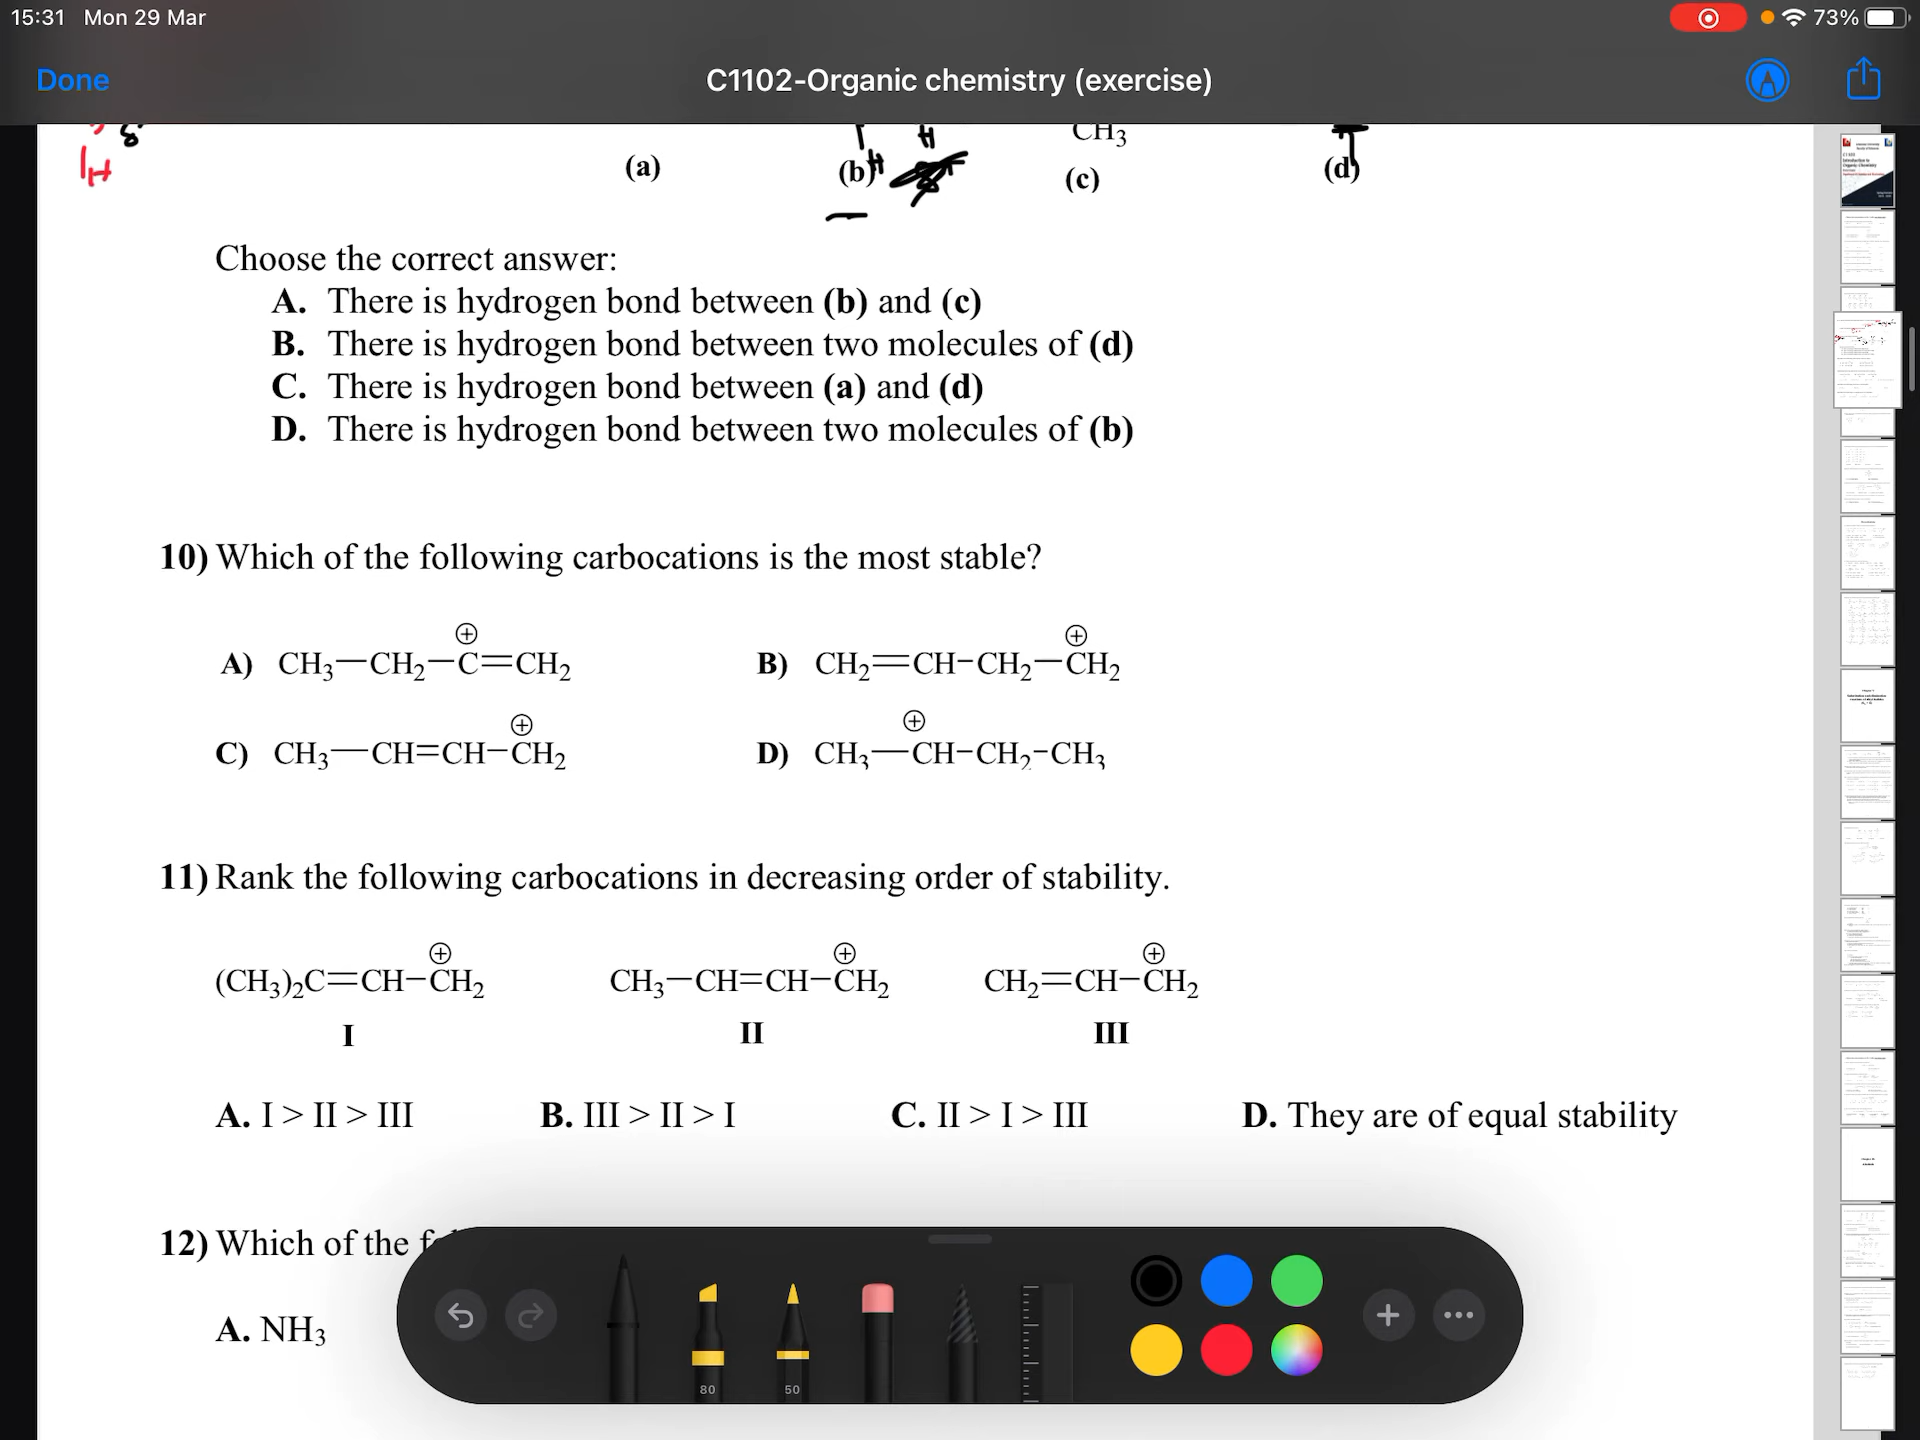 15:31 Mon 29 Mar
73%
Done
C1102-Organic chemistry (exercise)
CH3
H
H
(a) (b) (c) (d)
Choose the correct answer:
A. There is hydrogen bond between (b) and (c)
B. There is hydrogen bond between two molecules of (d)
C. There is hydrogen bond between (a) and (d)
D. There is hydrogen bond between two molecules of (b)
10) Which of the following carbocations is the most stable?
⊕ ⊕
A) CH₃—CH₂—C=CH₂ B) CH₂=CH-CH₂—CH₂
⊕ ⊕
C) CH₃—CH=CH-CH₂ D) CH₃—CH-CH₂-CH₃
11) Rank the following carbocations in decreasing order of stability.
⊕ ⊕ ⊕
(CH₃)₂C=CH-CH₂ CH₃-CH=CH-CH₂ CH₂=CH-CH₂
I II III
A. I > II > III B. III > II > I C. II > I > III D. They are of equal stability
12) Which of the
A. NH₃
80 50